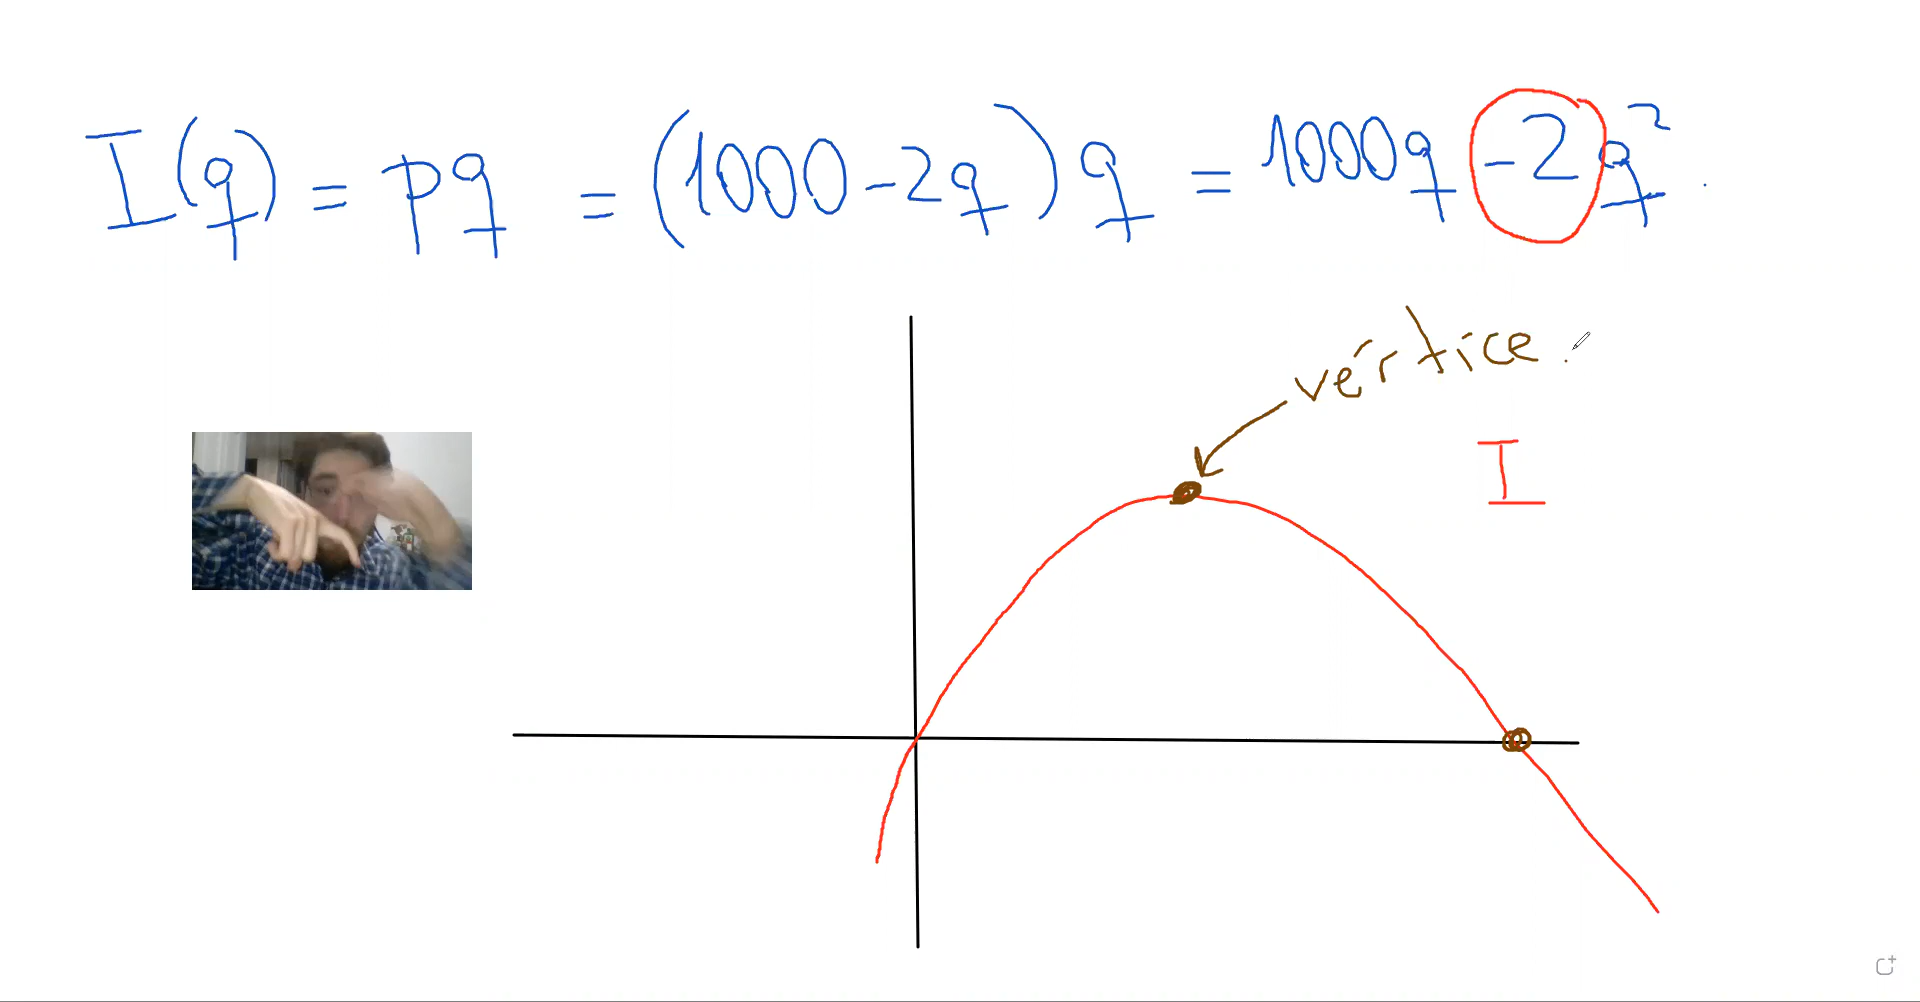 I(q) = pq = (1000 - 2q) q = 1000q - 2q² .
vértice .
I